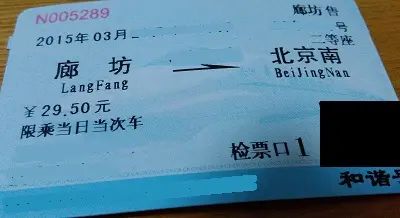 N005289 廊坊售
2015年03月 号
二等座
廊坊 北京南
LangFang BeiJingNan
￥29.50元
限乘当日当次车
检票口1
和谐号